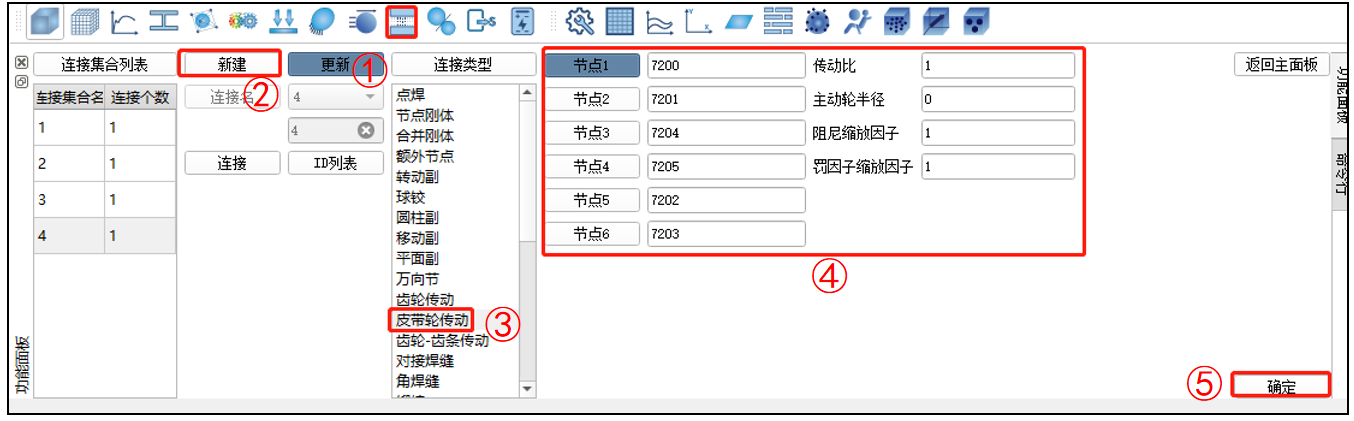 连接集合列表
新建
更新
①
②
连接类型
连接集合名
连接个数
1
1
2
1
3
1
4
1
连接名
4
4
连接
ID列表
点焊
节点刚体
合并刚体
额外节点
转动副
球铰
圆柱副
移动副
平面副
万向节
齿轮传动
皮带轮传动
③
齿轮-齿条传动
对接焊缝
角焊缝
节点1
7200
传动比
1
节点2
7201
主动轮半径
0
节点3
7204
阻尼缩放因子
1
节点4
7205
罚因子缩放因子
1
节点5
7202
节点6
7203
④
返回主面板
⑤
确定
功能面板
功能面板
命令行